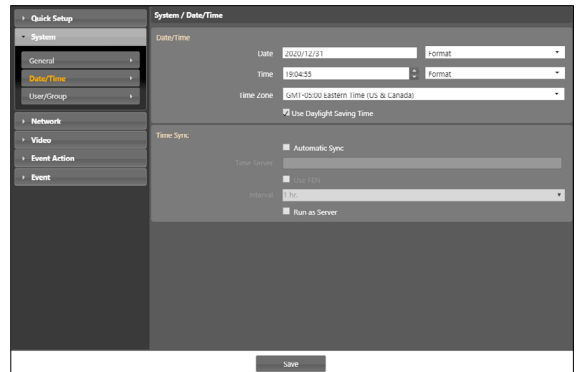 Quick Setup
System
General
Date/Time
User/Group
Network
Video
Event Action
Event
System / Date/Time
Date/Time
Date 2020/12/31 Format
Time 19:04:55 Format
Time Zone GMT-05:00 Eastern Time (US & Canada)
Use Daylight Saving Time
Time Sync.
Automatic Sync
Time Server
Use FEN
Interval 1 hr.
Run as Server
Save